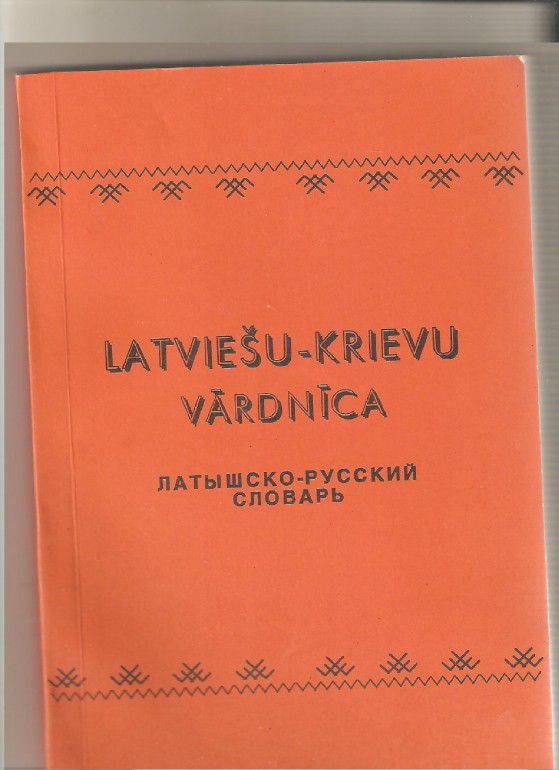 LATVIEŠU-KRIEVU
VĀRDNĪCA
ЛАТЫШСКО-РУССКИЙ
СЛОВАРЬ